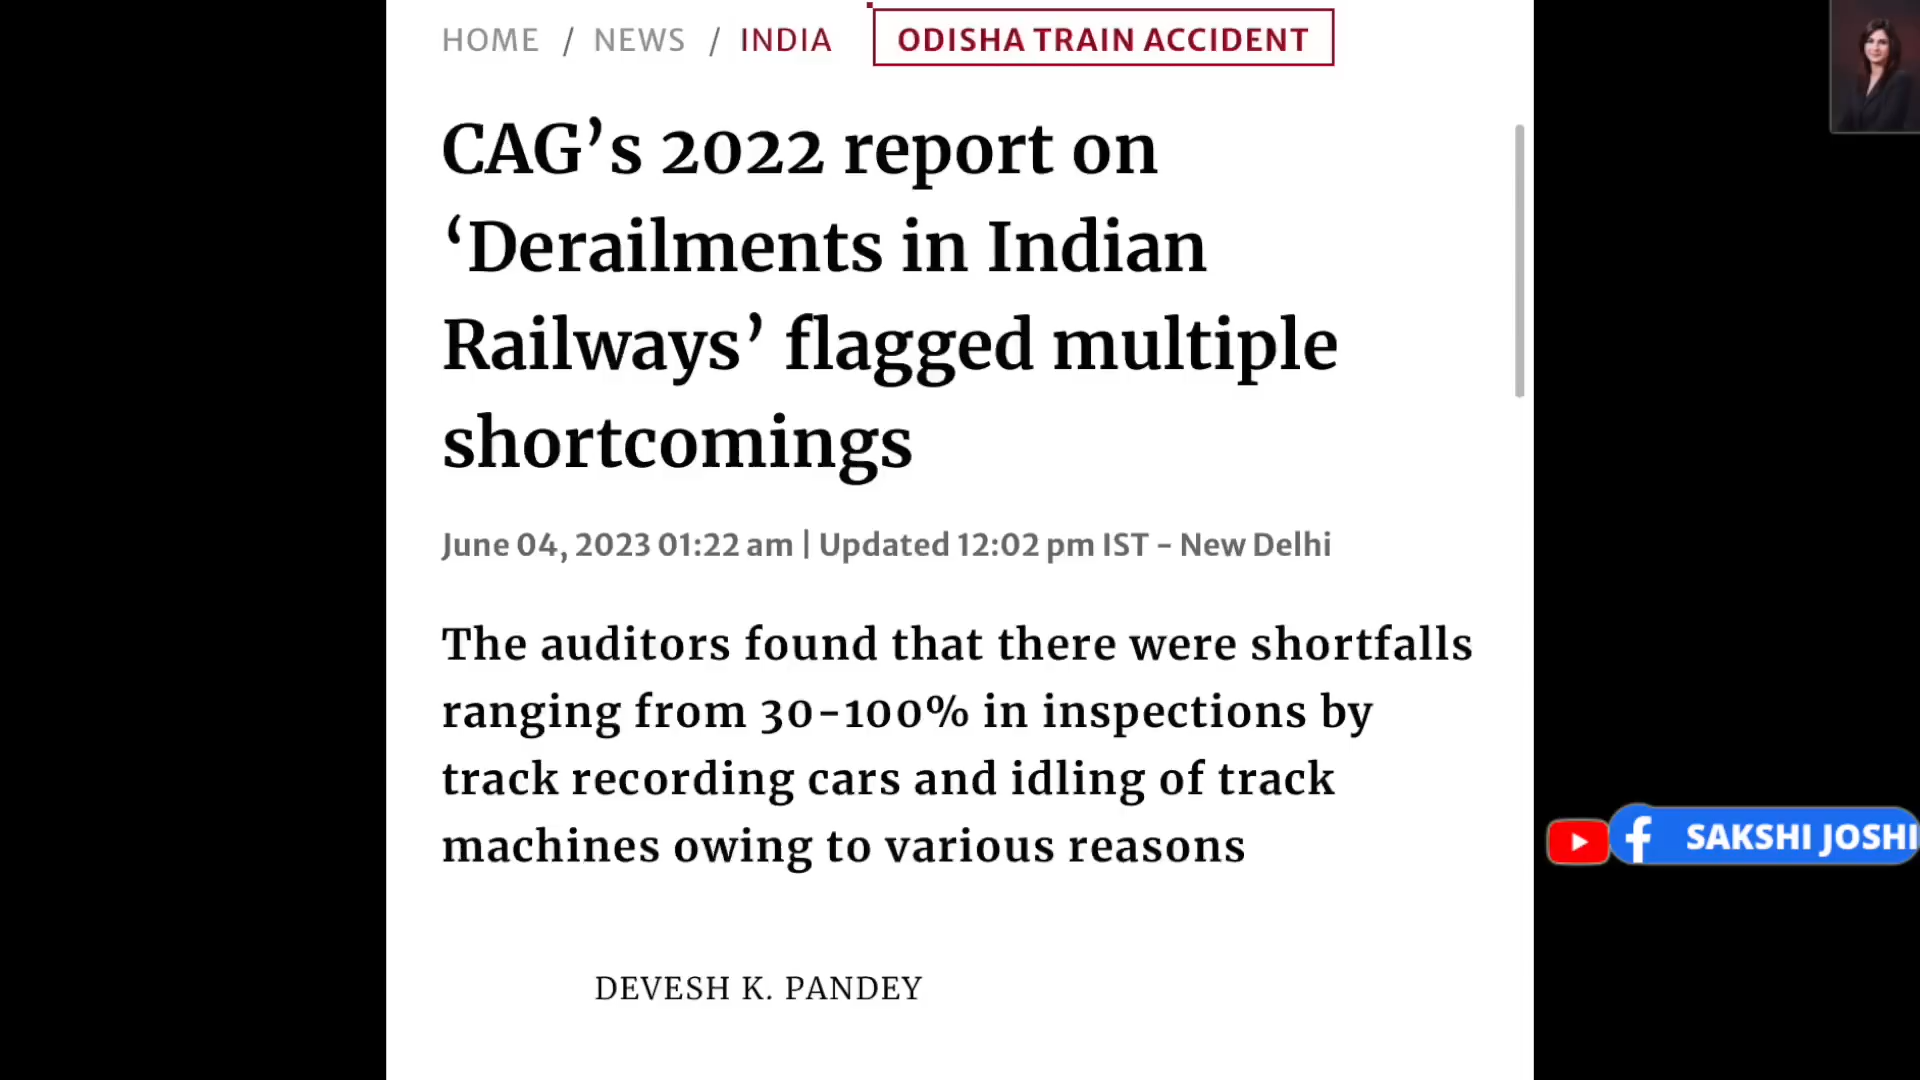 HOME / NEWS / INDIA ODISHA TRAIN ACCIDENT
CAG’s 2022 report on
‘Derailments in Indian
Railways’ flagged multiple
shortcomings
June 04, 2023 01:22 am | Updated 12:02 pm IST - New Delhi
The auditors found that there were shortfalls
ranging from 30-100% in inspections by
track recording cars and idling of track
machines owing to various reasons
SAKSHI JOSHI
DEVESH K. PANDEY